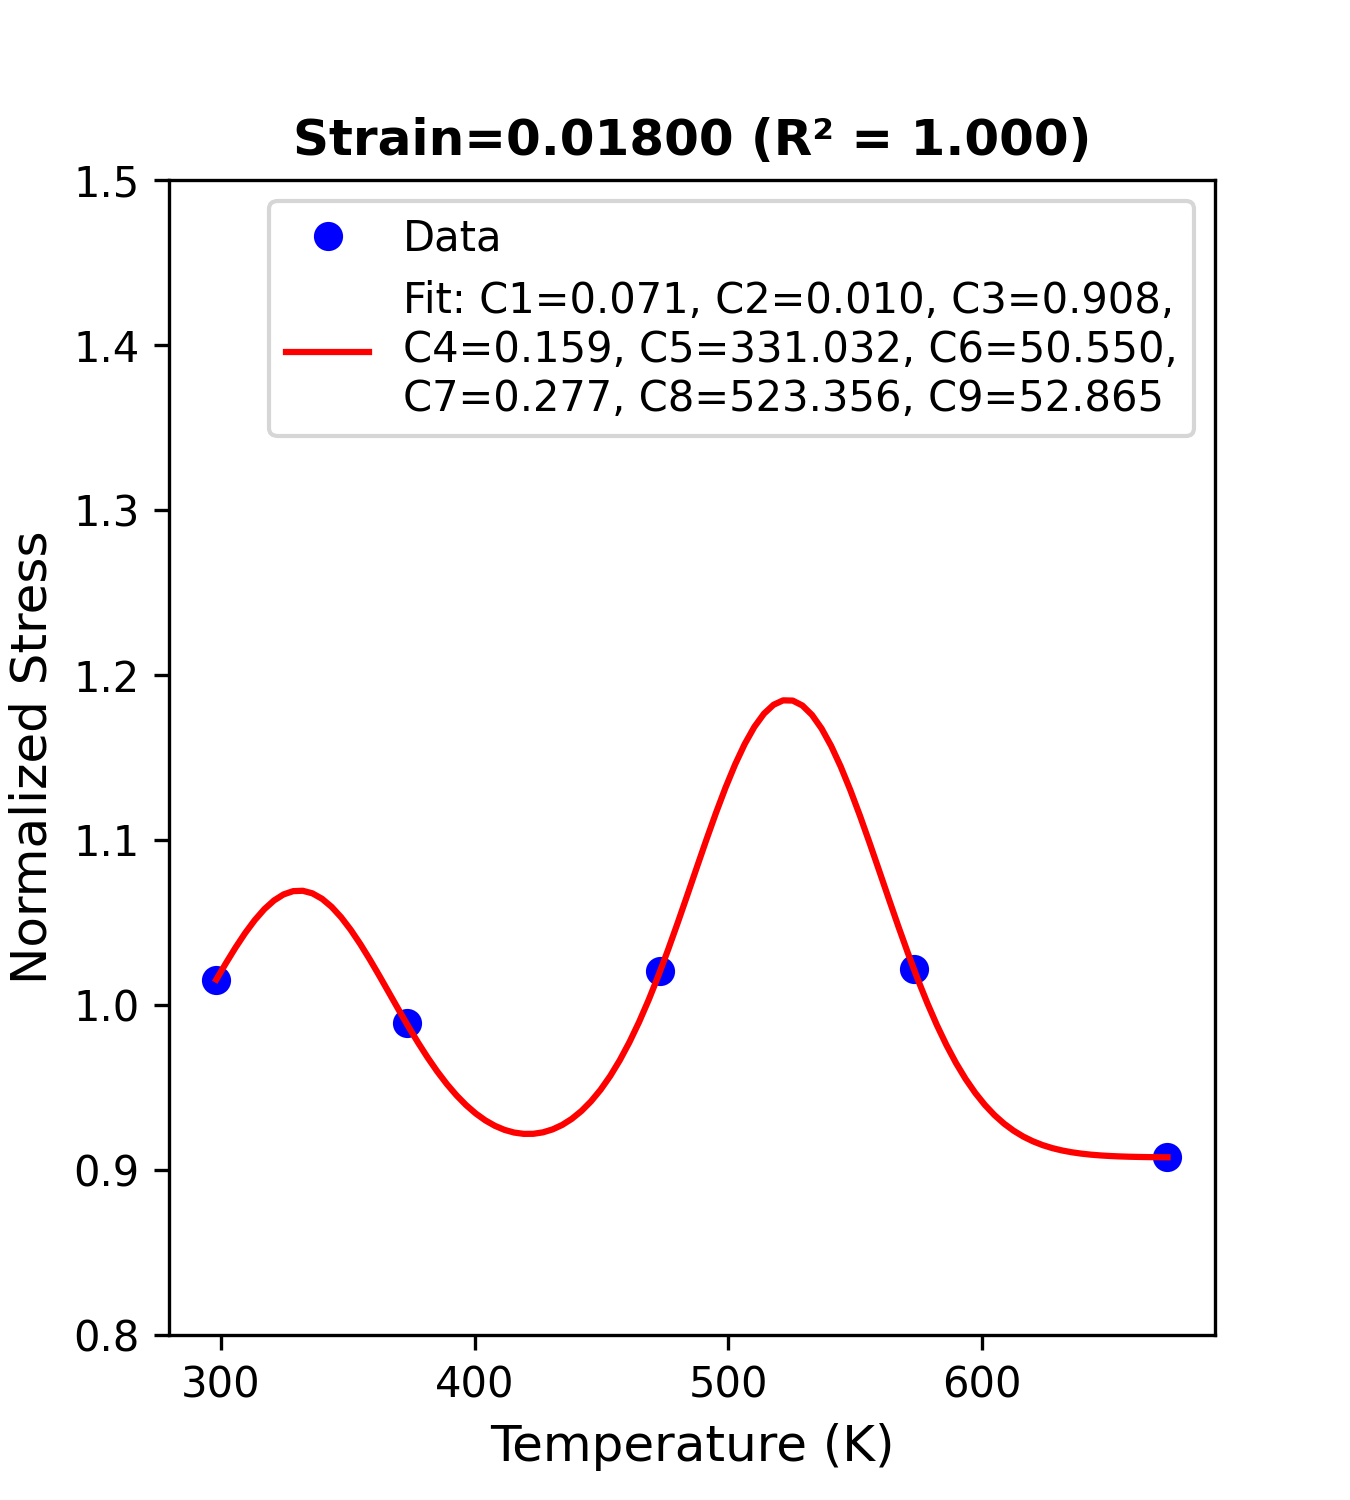 Strain=0.01800 (R² = 1.000)
1.5
1.4
1.3
1.2
1.1
1.0
0.9
0.8
Normalized Stress
Data
Fit: C1=0.071, C2=0.010, C3=0.908,
C4=0.159, C5=331.032, C6=50.550,
C7=0.277, C8=523.356, C9=52.865
300 400 500 600
Temperature (K)